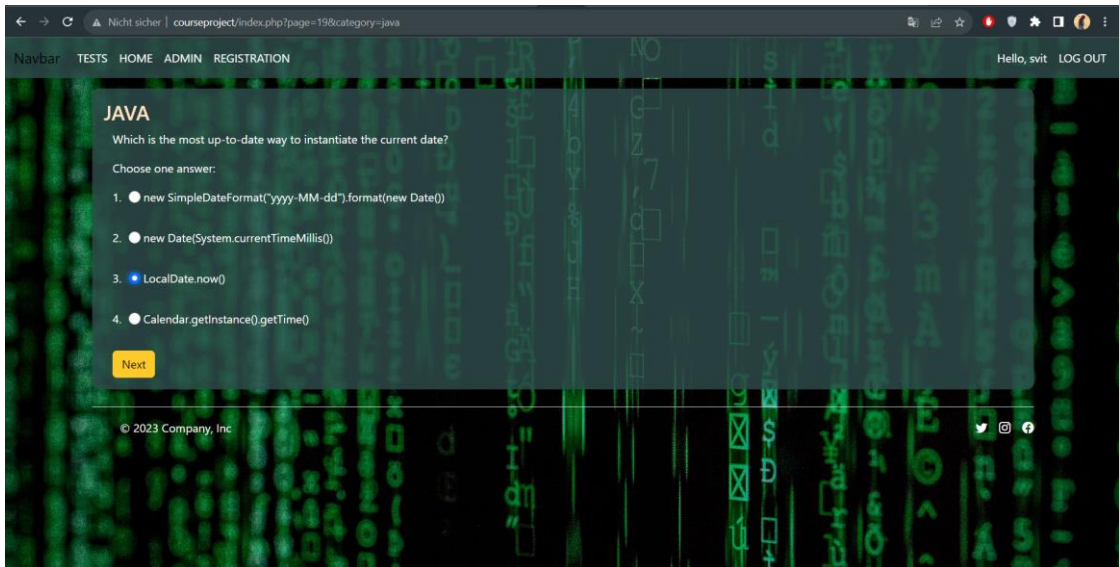 Nicht sicher | courseproject/index.php?page=19&category=java
Navbar TESTS HOME ADMIN REGISTRATION Hello, svit LOG OUT
JAVA
Which is the most up-to-date way to instantiate the current date?
Choose one answer:
1. new SimpleDateFormat("yyyy-MM-dd").format(new Date())
2. new Date(System.currentTimeMillis())
3. LocalDate.now()
4. Calendar.getInstance().getTime()
Next
© 2023 Company, Inc